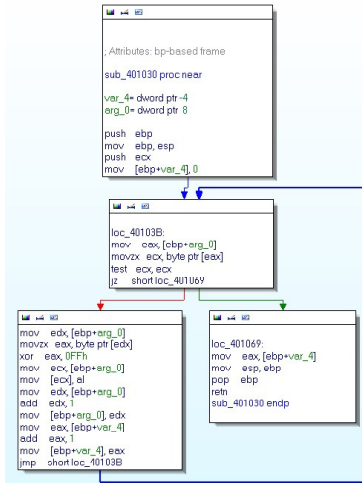 ; Attributes: bp-based frame
sub_401030 proc near
var_4= dword ptr -4
arg_0= dword ptr 8
push ebp
mov ebp, esp
push ecx
mov [ebp+var_4], 0
loc_40103B:
mov eax, [ebp+arg_0]
movzx ecx, byte ptr [eax]
test ecx, ecx
jz short loc_401069
mov edx, [ebp+arg_0]
movzx eax, byte ptr [edx]
xor eax, 0FFh
mov ecx, [ebp+arg_0]
mov [ecx], al
mov edx, [ebp+arg_0]
add edx, 1
mov [ebp+arg_0], edx
mov eax, [ebp+var_4]
add eax, 1
mov [ebp+var_4], eax
jmp short loc_40103B
loc_401069:
mov eax, [ebp+var_4]
mov esp, ebp
pop ebp
retn
sub_401030 endp